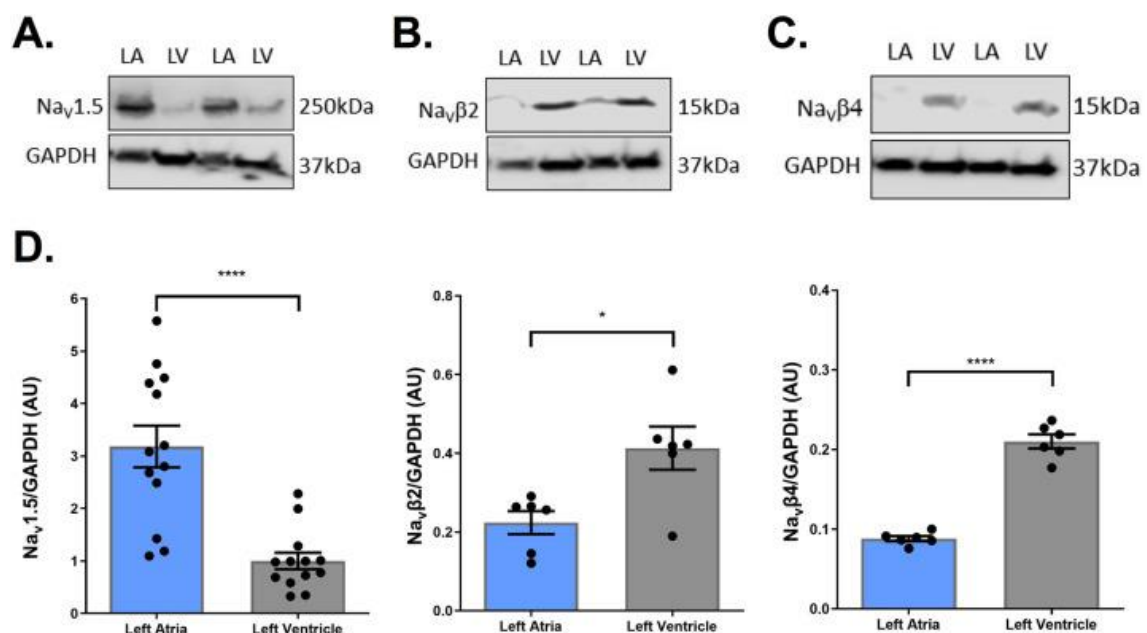 A.
LA LV LA LV
Naᵥ1.5
250kDa
GAPDH
37kDa
B.
LA LV LA LV
Naᵥβ2
15kDa
GAPDH
37kDa
C.
LA LV LA LV
Naᵥβ4
15kDa
GAPDH
37kDa
D.
Naᵥ1.5/GAPDH (AU)
6
5
4
3
2
1
0
****
Left Atria Left Ventricle
Naᵥβ2/GAPDH (AU)
0.8
0.6
0.4
0.2
0.0
*
Left Atria Left Ventricle
Naᵥβ4/GAPDH (AU)
0.4
0.3
0.2
0.1
0.0
****
Left Atria Left Ventricle